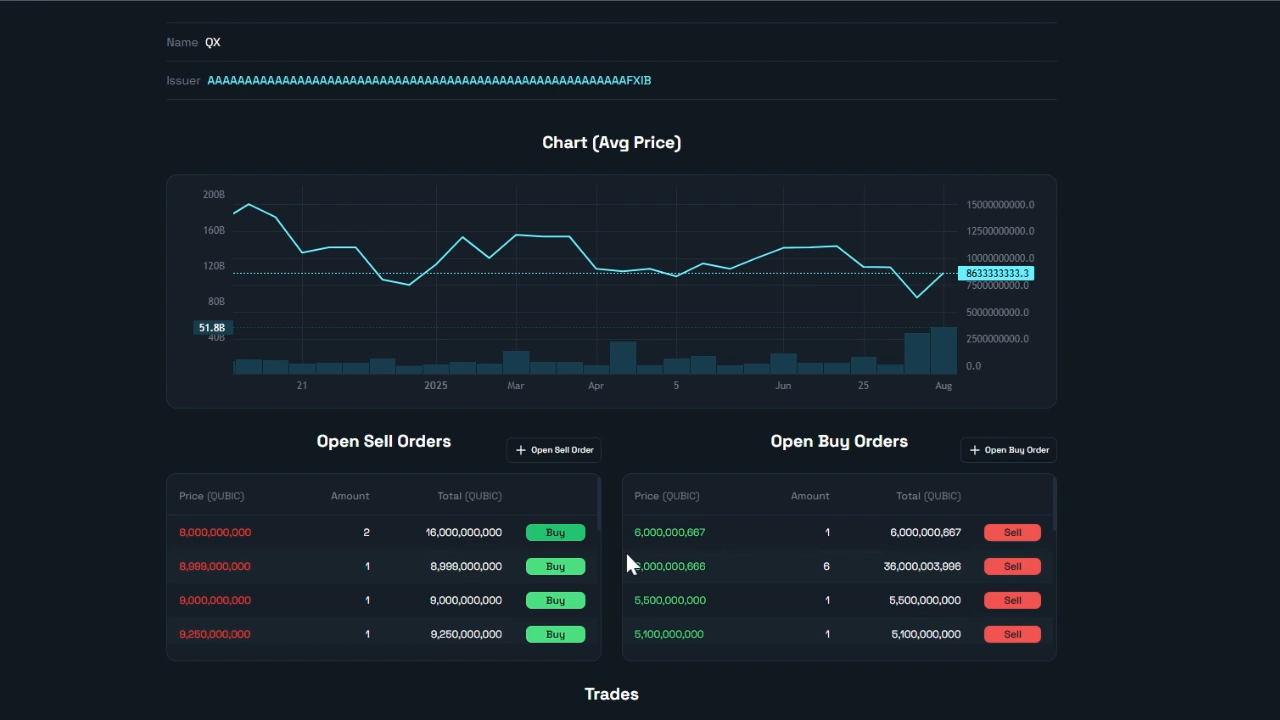 Name QX
Issuer AAAAAAAAAAAAAAAAAAAAAAAAAAAAAAAAAAAAAAAAAAAAAAAAAAAAAAAAFXIB
Chart (Avg Price)
200B
160B
120B
80B
51.8B
40B
15000000000.0
12500000000.0
10000000000.0
8633333333.3
7500000000.0
5000000000.0
2500000000.0
0.0
21 2025 Mar Apr 5 Jun 25 Aug
Open Sell Orders
+ Open Sell Order
Price (QUBIC) Amount Total (QUBIC)
8,000,000,000 2 16,000,000,000 Buy
8,999,000,000 1 8,999,000,000 Buy
9,000,000,000 1 9,000,000,000 Buy
9,250,000,000 1 9,250,000,000 Buy
Open Buy Orders
+ Open Buy Order
Price (QUBIC) Amount Total (QUBIC)
6,000,000,667 1 6,000,000,667 Sell
,000,000,666 6 36,000,003,996 Sell
5,500,000,000 1 5,500,000,000 Sell
5,100,000,000 1 5,100,000,000 Sell
Trades